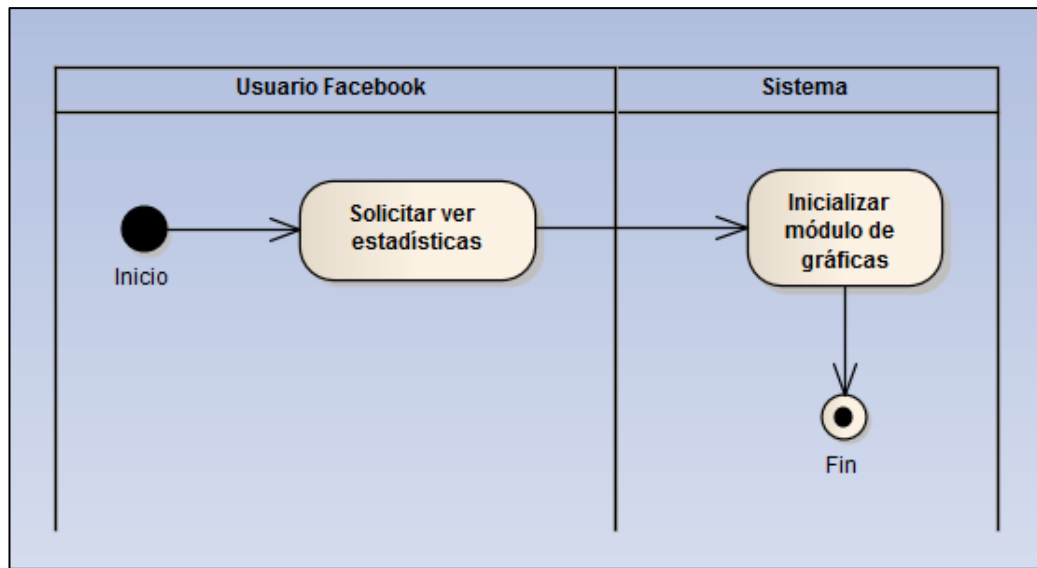 Usuario Facebook
Sistema
Inicio
Solicitar ver
estadísticas
Inicializar
módulo de
gráficas
Fin